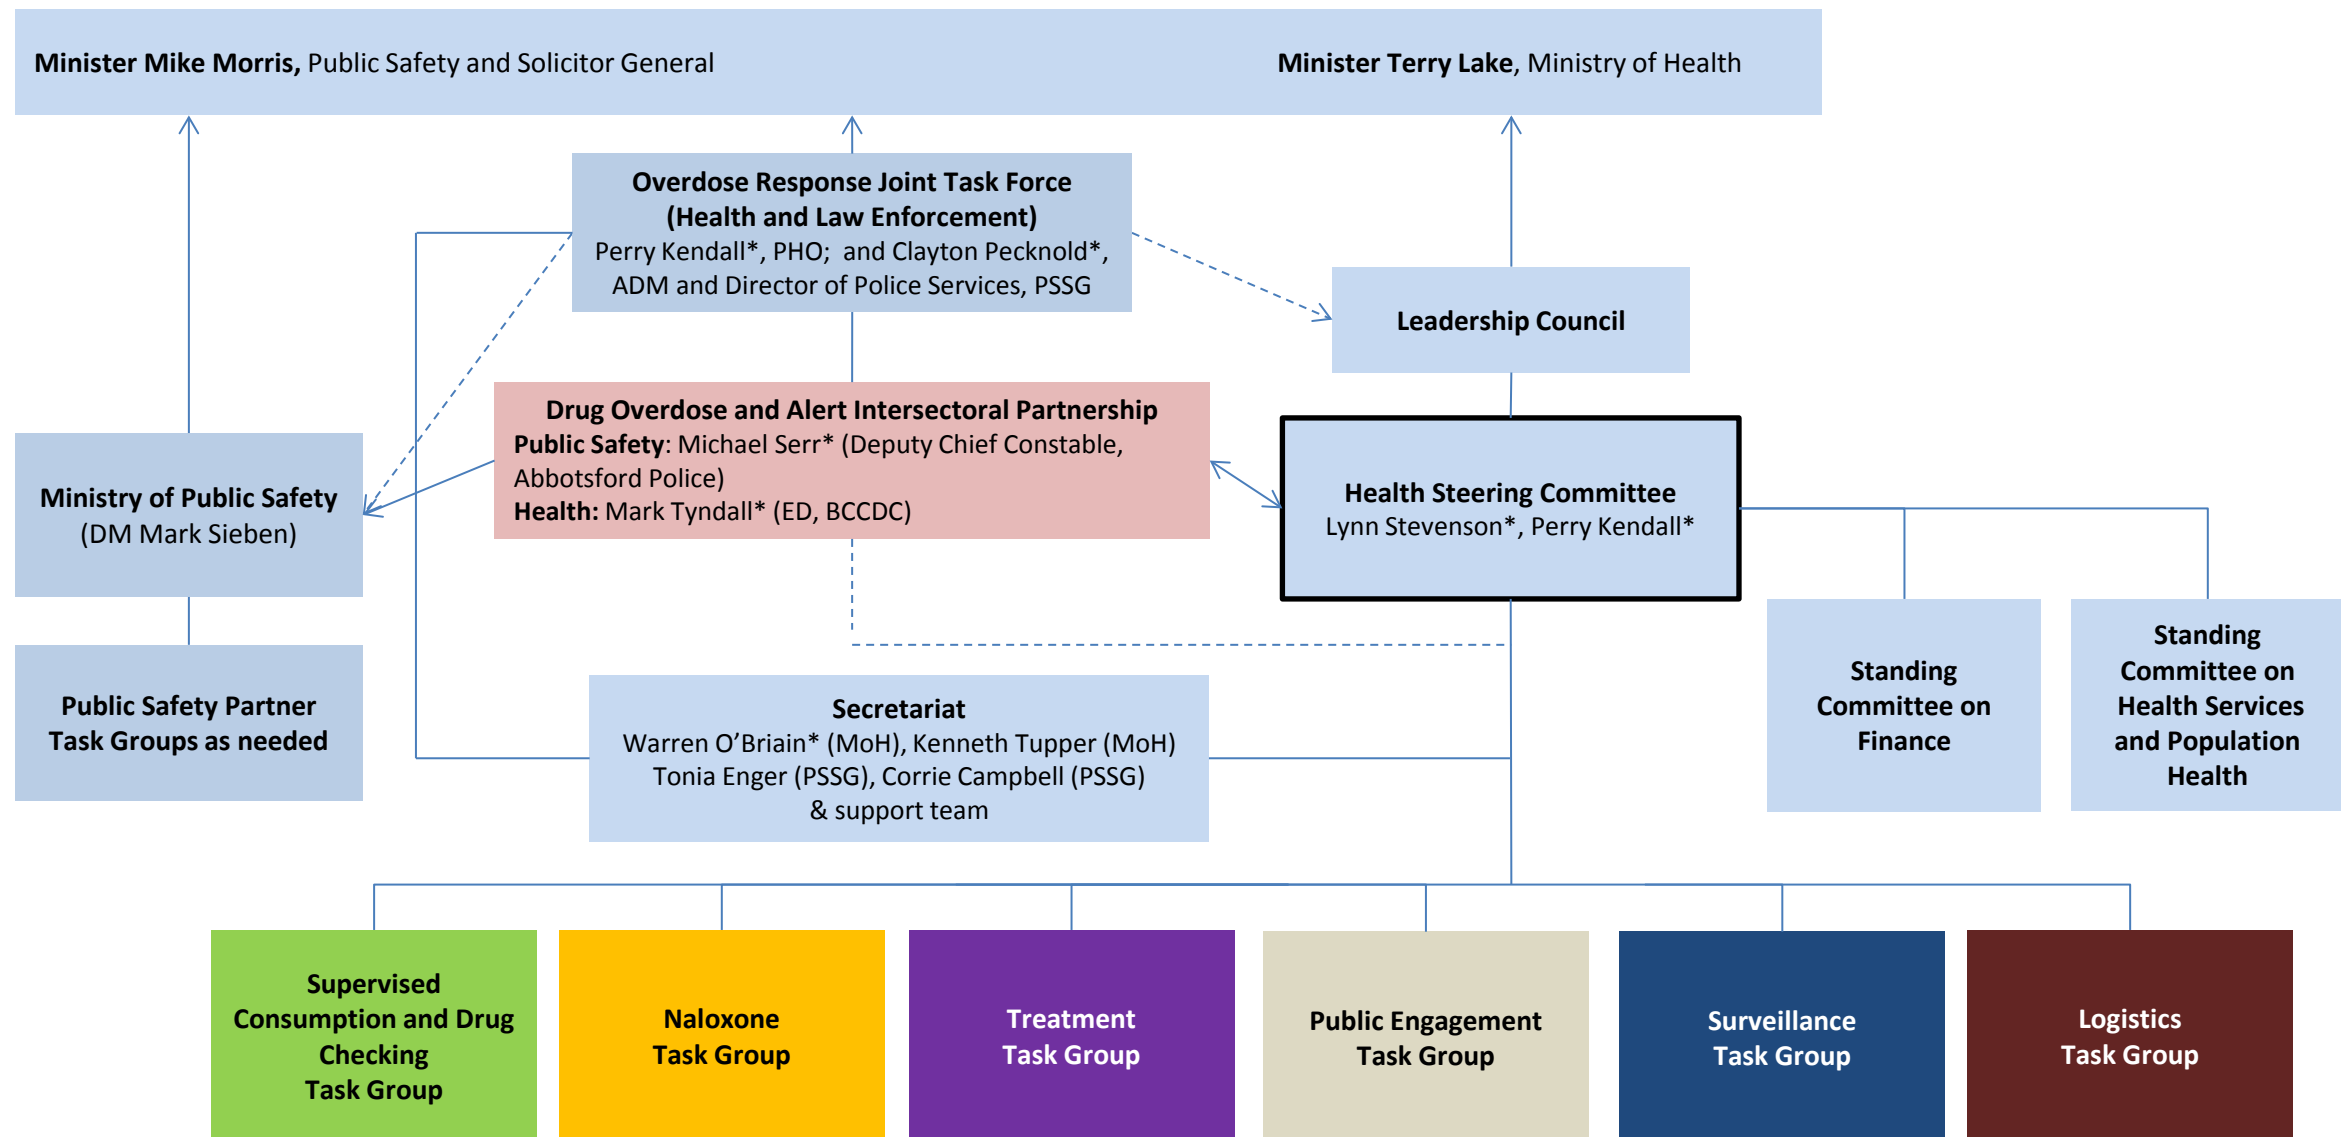 Minister Mike Morris, Public Safety and Solicitor General
Minister Terry Lake, Ministry of Health
Overdose Response Joint Task Force
(Health and Law Enforcement)
Perry Kendall*, PHO;  and Clayton Pecknold*,
ADM and Director of Police Services, PSSG
Leadership Council
Drug Overdose and Alert Intersectoral Partnership
Public Safety: Michael Serr* (Deputy Chief Constable,
Abbotsford Police)
Health: Mark Tyndall* (ED, BCCDC)
Ministry of Public Safety
(DM Mark Sieben)
Health Steering Committee
Lynn Stevenson*, Perry Kendall*
Public Safety Partner
Task Groups as needed
Secretariat
Warren O’Briain* (MoH), Kenneth Tupper (MoH)
Tonia Enger (PSSG), Corrie Campbell (PSSG)
& support team
Standing
Committee on
Finance
Standing
Committee on
Health Services
and Population
Health
Supervised
Consumption and Drug
Checking
Task Group
Naloxone
Task Group
Treatment
Task Group
Public Engagement
Task Group
Surveillance
Task Group
Logistics
Task Group